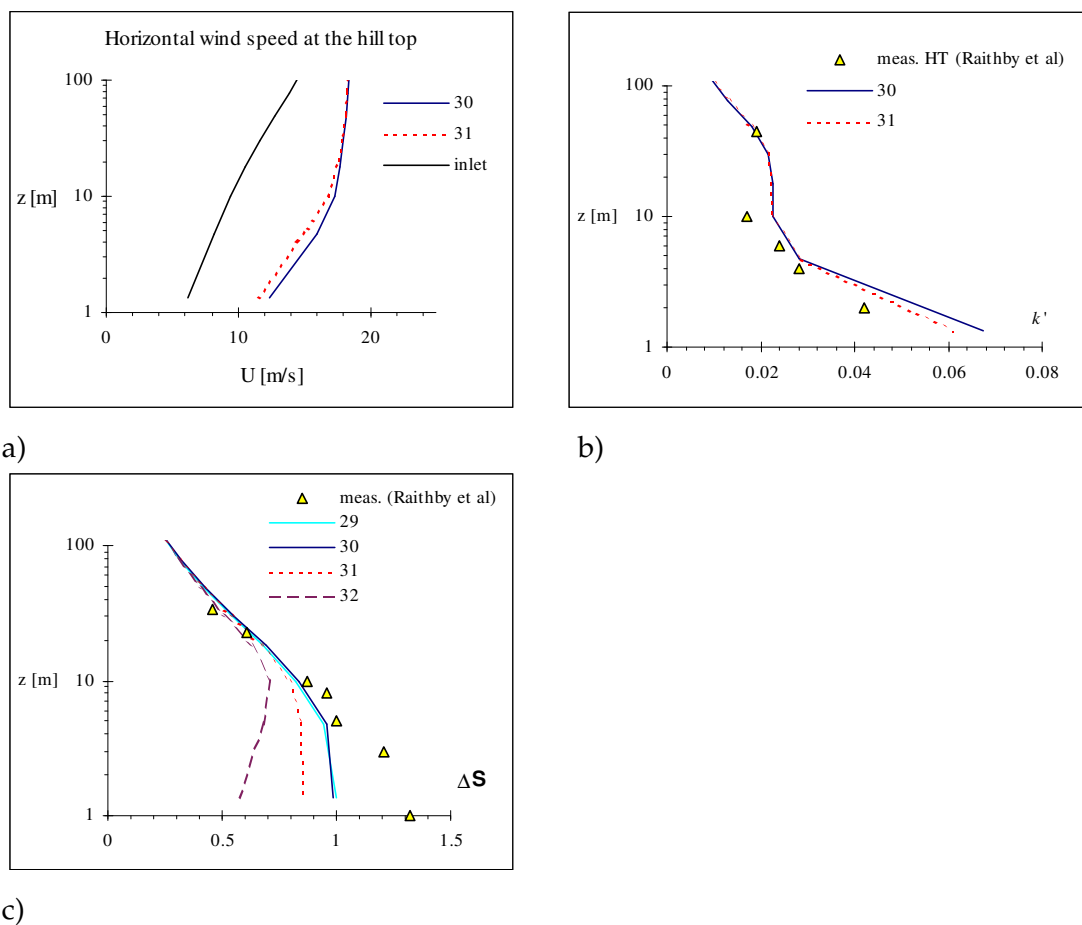 Horizontal wind speed at the hill top
100
10
1
z [m]
0
10
20
U [m/s]
30
31
inlet
a)
meas. HT (Raithby et al)
30
31
100
10
1
z [m]
k'
0
0.02
0.04
0.06
0.08
b)
meas. (Raithby et al)
29
30
31
32
100
10
1
z [m]
ΔS
0
0.5
1
1.5
c)